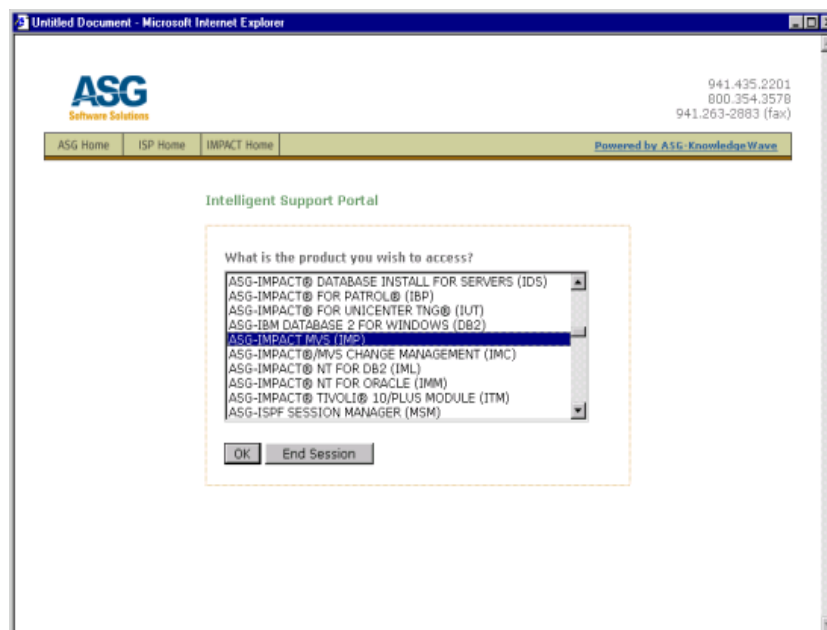 Untitled Document - Microsoft Internet Explorer
ASG
Software Solutions
941.435.2201
800.354.3578
941.263-2883 (fax)
ASG Home ISP Home IMPACT Home Powered by ASG-KnowledgeWave
Intelligent Support Portal
What is the product you wish to access?
ASG-IMPACT® DATABASE INSTALL FOR SERVERS (IDS)
ASG-IMPACT® FOR PATROL® (IBP)
ASG-IMPACT® FOR UNICENTER TNG® (IUT)
ASG-IBM DATABASE 2 FOR WINDOWS (DB2)
ASG-IMPACT MVS (IMP)
ASG-IMPACT®/MVS CHANGE MANAGEMENT (IMC)
ASG-IMPACT® NT FOR DB2 (IML)
ASG-IMPACT® NT FOR ORACLE (IMM)
ASG-IMPACT® TIVOLI® 10/PLUS MODULE (ITM)
ASG-ISPF SESSION MANAGER (MSM)
OK End Session